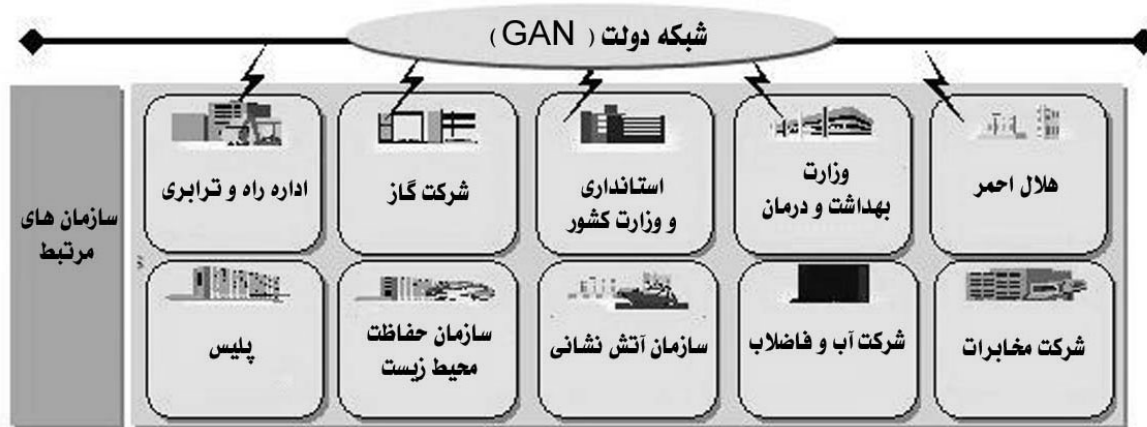 شبکه دولت ( GAN )
هلال احمر
وزارت
بهداشت و درمان
استانداری
و وزارت کشور
شرکت گاز
اداره راه و ترابری
سازمان های
مرتبط
شرکت مخابرات
شرکت آب و فاضلاب
سازمان آتش نشانی
سازمان حفاظت
محیط زیست
پلیس